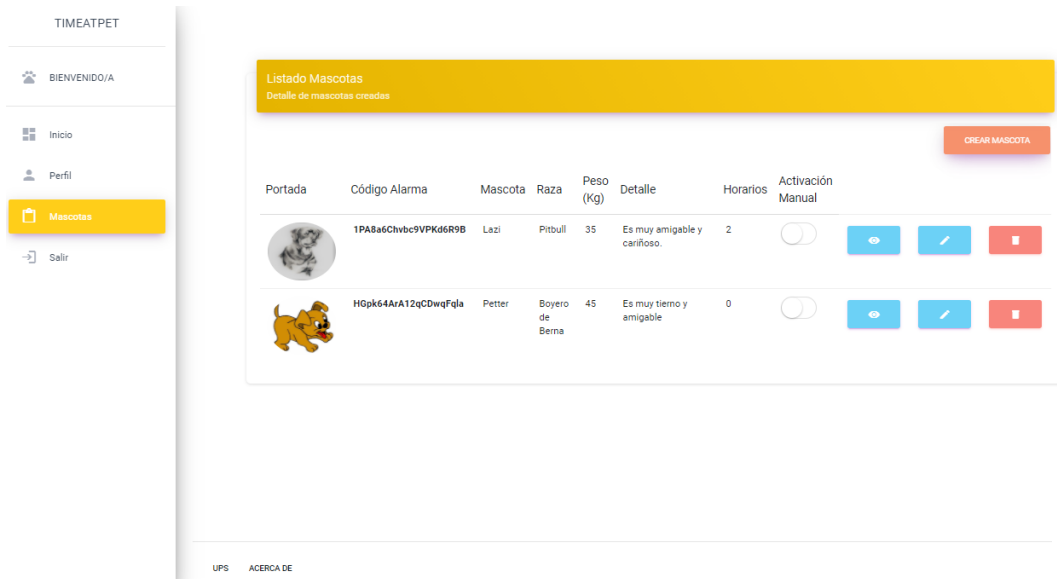 TIMEATPET
BIENVENIDO/A
Inicio
Perfil
Mascotas
Salir
Listado Mascotas
Detalle de mascotas creadas
CREAR MASCOTA
Portada Código Alarma Mascota Raza Peso (Kg) Detalle Horarios Activación Manual
1PA8a6Chvbc9VPKd6R9B Lazi Pitbull 35 Es muy amigable y cariñoso. 2
HGpk64ArA12qCDwqFqla Petter Boyero de Berna 45 Es muy tierno y amigable 0
UPS ACERCA DE